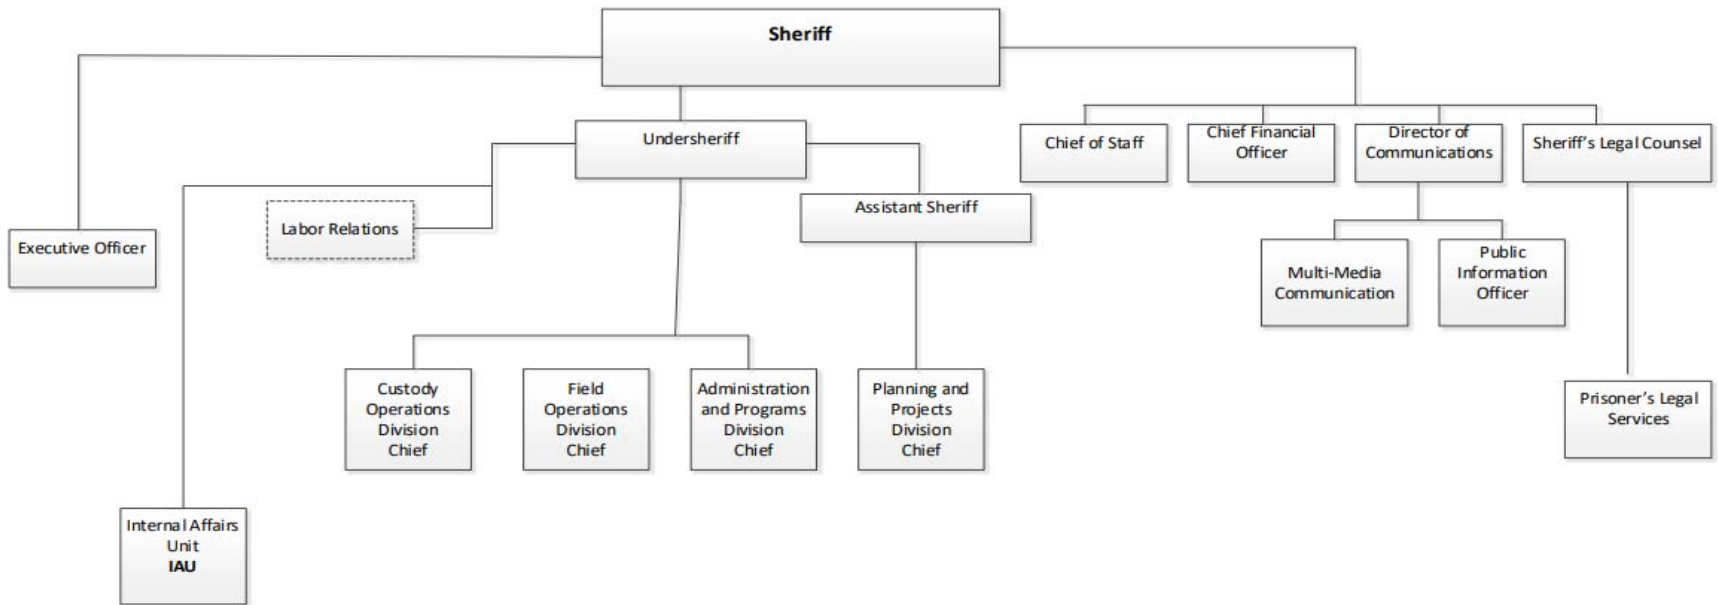 Sheriff
Undersheriff
Chief of Staff
Chief Financial
Officer
Director of
Communications
Sheriff's Legal Counsel
Labor Relations
Assistant Sheriff
Executive Officer
Multi-Media
Communication
Public
Information
Officer
Custody
Operations
Division
Chief
Field
Operations
Division
Chief
Administration
and Programs
Division
Chief
Planning and
Projects
Division
Chief
Prisoner's Legal
Services
Internal Affairs
Unit
IAU